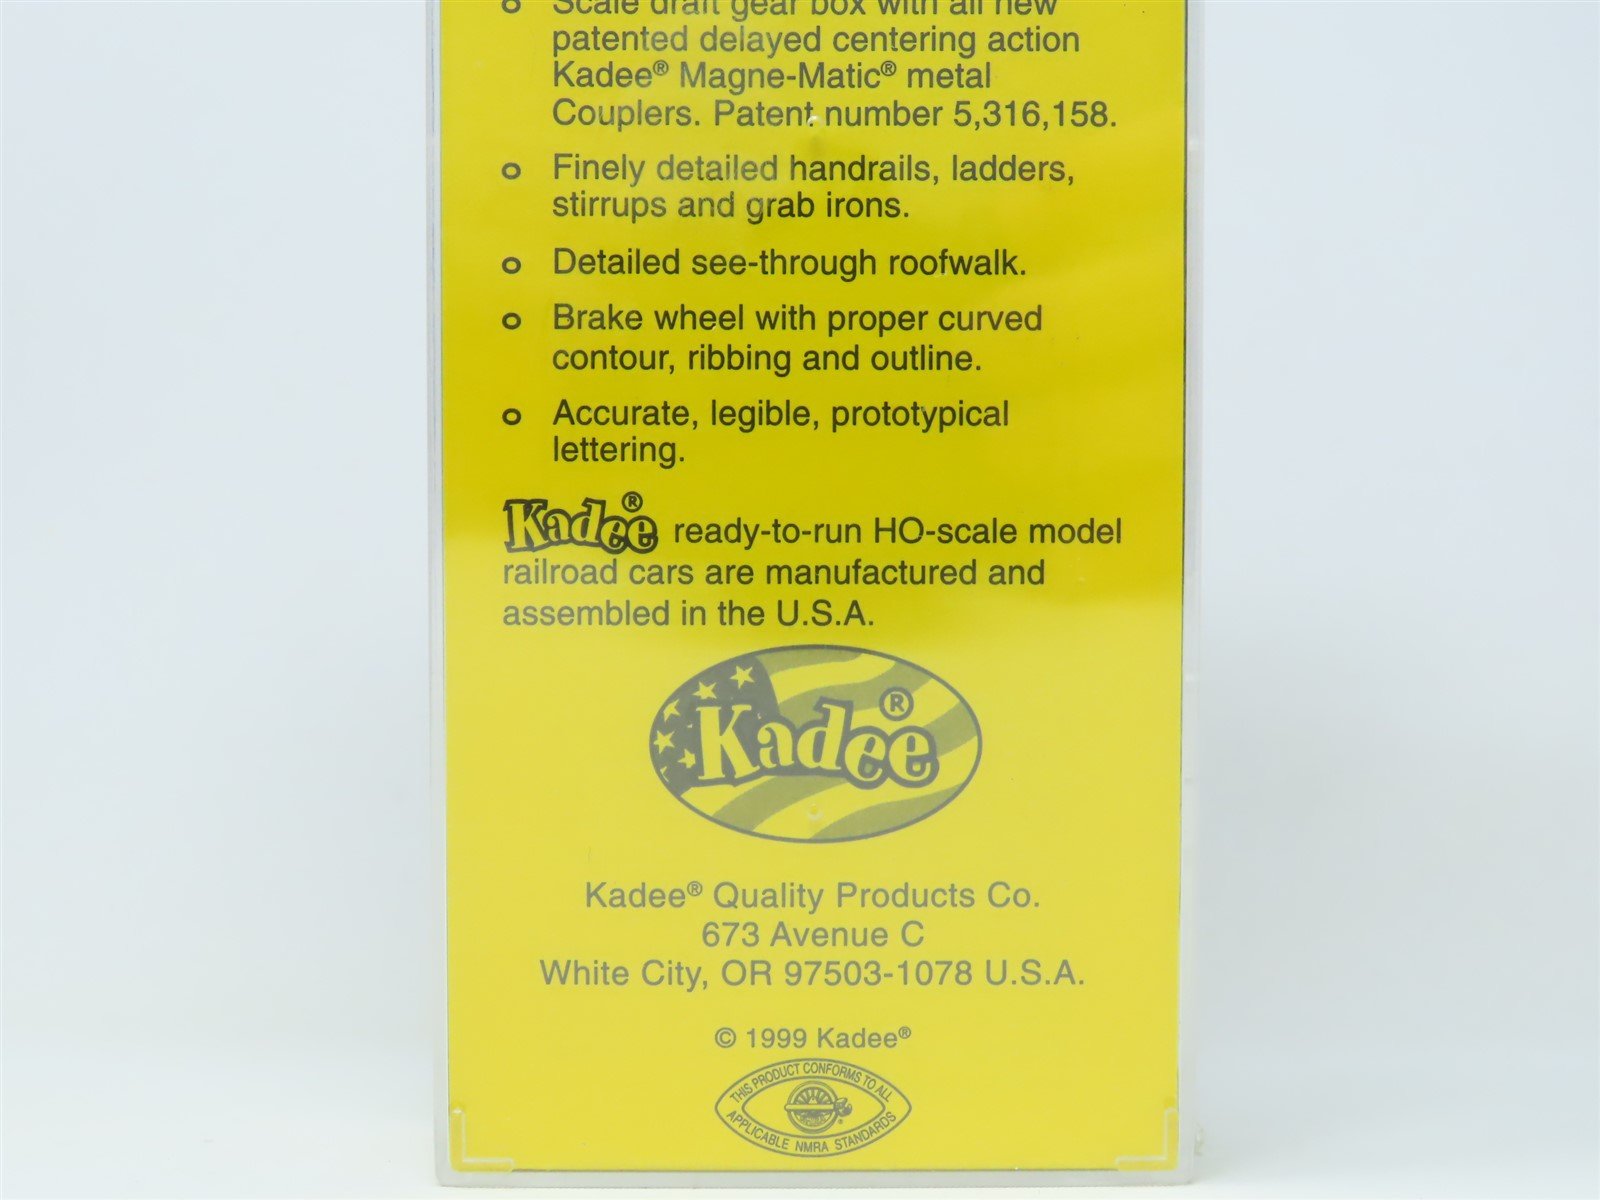 o Scale draft gear box with all new
patented delayed centering action
Kadee® Magne-Matic® metal
Couplers. Patent number 5,316,158.
o Finely detailed handrails, ladders,
stirrups and grab irons.
o Detailed see-through roofwalk.
o Brake wheel with proper curved
contour, ribbing and outline.
o Accurate, legible, prototypical
lettering.
Kadee® ready-to-run HO-scale model
railroad cars are manufactured and
assembled in the U.S.A.
Kadee®
Kadee® Quality Products Co.
673 Avenue C
White City, OR 97503-1078 U.S.A.
© 1999 Kadee®
THIS PRODUCT CONFORMS TO ALL
APPLICABLE NMRA STANDARDS